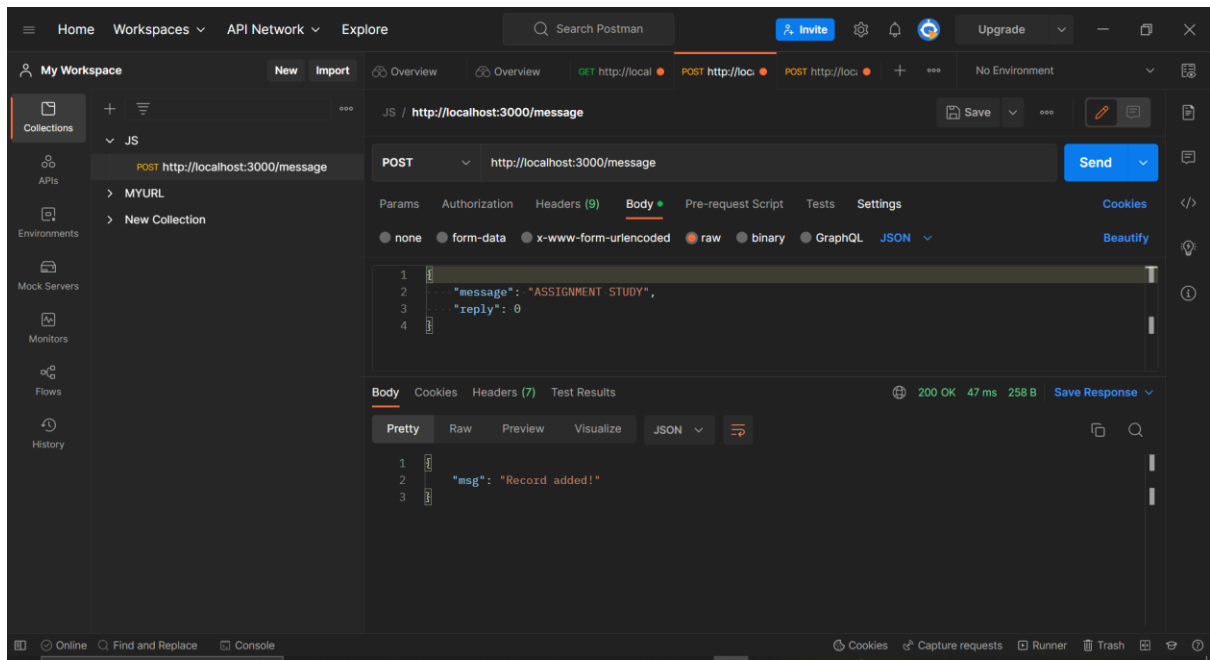 Home Workspaces API Network Explore Search Postman Invite Upgrade
My Workspace New Import Overview Overview GET http://local POST http://loc POST http://loc No Environment
Collections
APIs
Environments
Mock Servers
Monitors
Flows
History
JS
POST http://localhost:3000/message
MYURL
New Collection
JS / http://localhost:3000/message Save
POST http://localhost:3000/message Send
Params Authorization Headers (9) Body Pre-request Script Tests Settings Cookies
none form-data x-www-form-urlencoded raw binary GraphQL JSON Beautify
1 {
2 "message": "ASSIGNMENT STUDY",
3 "reply": 0
4 }
Body Cookies Headers (7) Test Results 200 OK 47 ms 258 B Save Response
Pretty Raw Preview Visualize JSON
1 {
2 "msg": "Record added!"
3 }
Online Find and Replace Console Cookies Capture requests Runner Trash